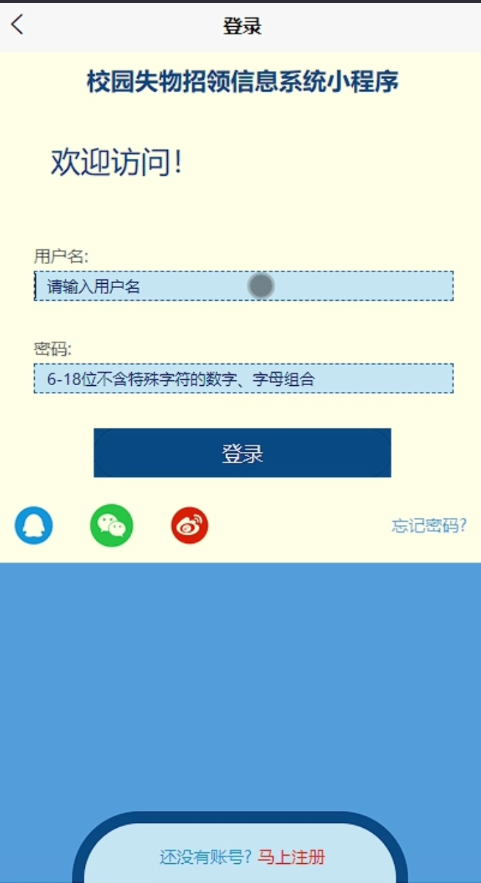 登录
校园失物招领信息系统小程序
欢迎访问！
用户名:
请输入用户名
密码:
6-18位不含特殊字符的数字、字母组合
登录
忘记密码?
还没有账号? 马上注册